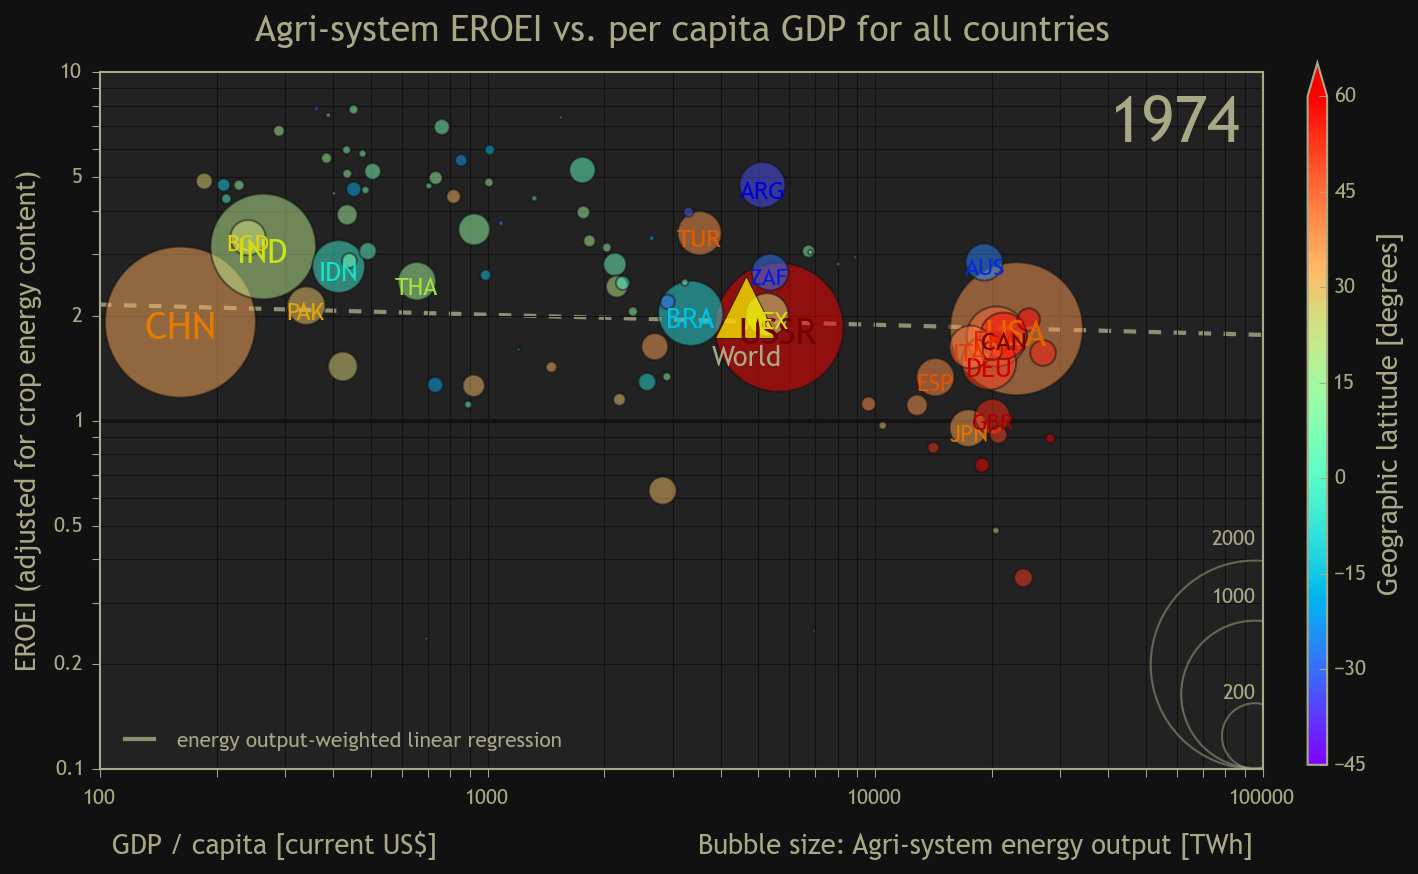 Agri-system EROEI vs. per capita GDP for all countries
1974
EROEI (adjusted for crop energy content)
10
5
2
1
0.5
0.2
0.1
100
1000
10000
100000
GDP / capita [current US$]
Bubble size: Agri-system energy output [TWh]
ARG
TUR
BGD
IND
IDN
THA
ZAF
AUS
PAK
CHN
BRA
MEX
USSR
World
USA
CAN
ITA
DEU
ESP
GBR
JPN
2000
1000
200
energy output-weighted linear regression
60
45
30
15
0
−15
−30
−45
Geographic latitude [degrees]